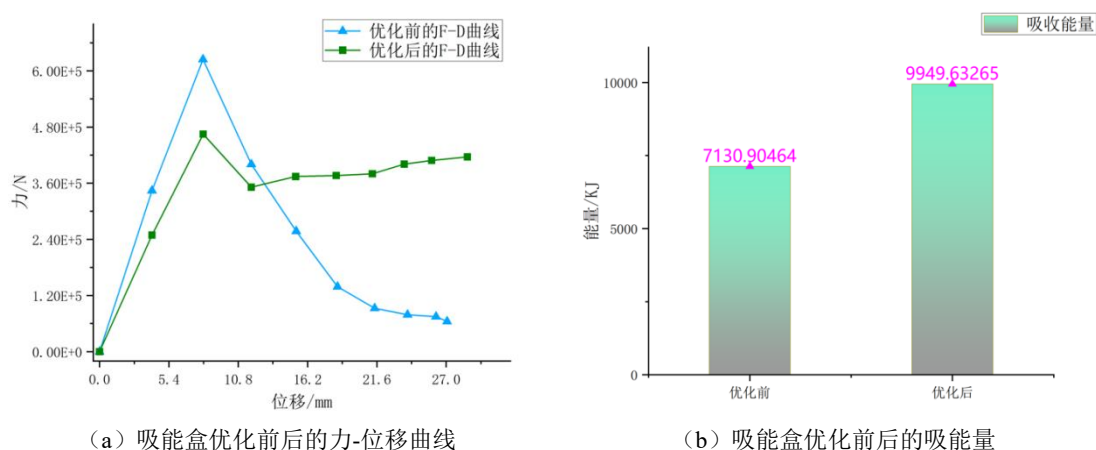 优化前的F-D曲线
优化后的F-D曲线
6.00E+5
4.80E+5
3.60E+5
2.40E+5
1.20E+5
0.00E+0
力/N
0.0 5.4 10.8 16.2 21.6 27.0
位移/mm
(a)吸能盒优化前后的力-位移曲线
吸收能量
10000
5000
0
能量/KJ
7130.90464
9949.63265
优化前 优化后
(b)吸能盒优化前后的吸能量